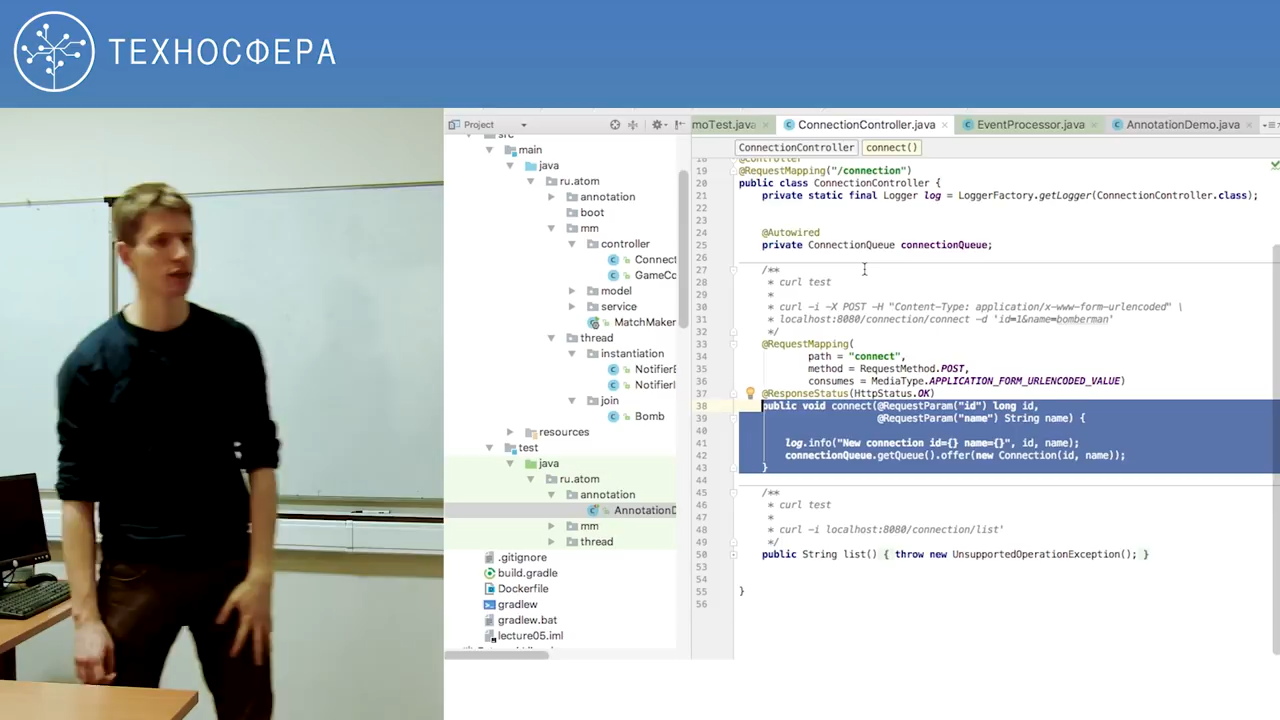 ТЕХНОСФЕРА
Project
moTest.java
ConnectionController.java
EventProcessor.java
AnnotationDemo.java
ConnectionController
connect()
src
main
java
ru.atom
annotation
boot
mm
controller
Connect
GameCo
model
service
MatchMaker
thread
instantiation
NotifierE
NotifierI
join
Bomb
resources
test
java
ru.atom
annotation
AnnotationD
mm
thread
.gitignore
build.gradle
Dockerfile
gradlew
gradlew.bat
lecture05.iml
18 @Controller
19 @RequestMapping("/connection")
20 public class ConnectionController {
21 private static final Logger log = LoggerFactory.getLogger(ConnectionController.class);
22
23
24 @Autowired
25 private ConnectionQueue connectionQueue;
26
27 /**
28 * curl test
29 *
30 * curl -i -X POST -H "Content-Type: application/x-www-form-urlencoded" \
31 * localhost:8080/connection/connect -d 'id=1&name=bomberman'
32 */
33 @RequestMapping(
34 path = "connect",
35 method = RequestMethod.POST,
36 consumes = MediaType.APPLICATION_FORM_URLENCODED_VALUE)
37 @ResponseStatus(HttpStatus.OK)
38 public void connect(@RequestParam("id") long id,
39 @RequestParam("name") String name) {
40
41 log.info("New connection id={} name={}", id, name);
42 connectionQueue.getQueue().offer(new Connection(id, name));
43 }
44
45 /**
46 * curl test
47 *
48 * curl -i localhost:8080/connection/list'
49 */
50 public String list() { throw new UnsupportedOperationException(); }
53
54
55 }
56